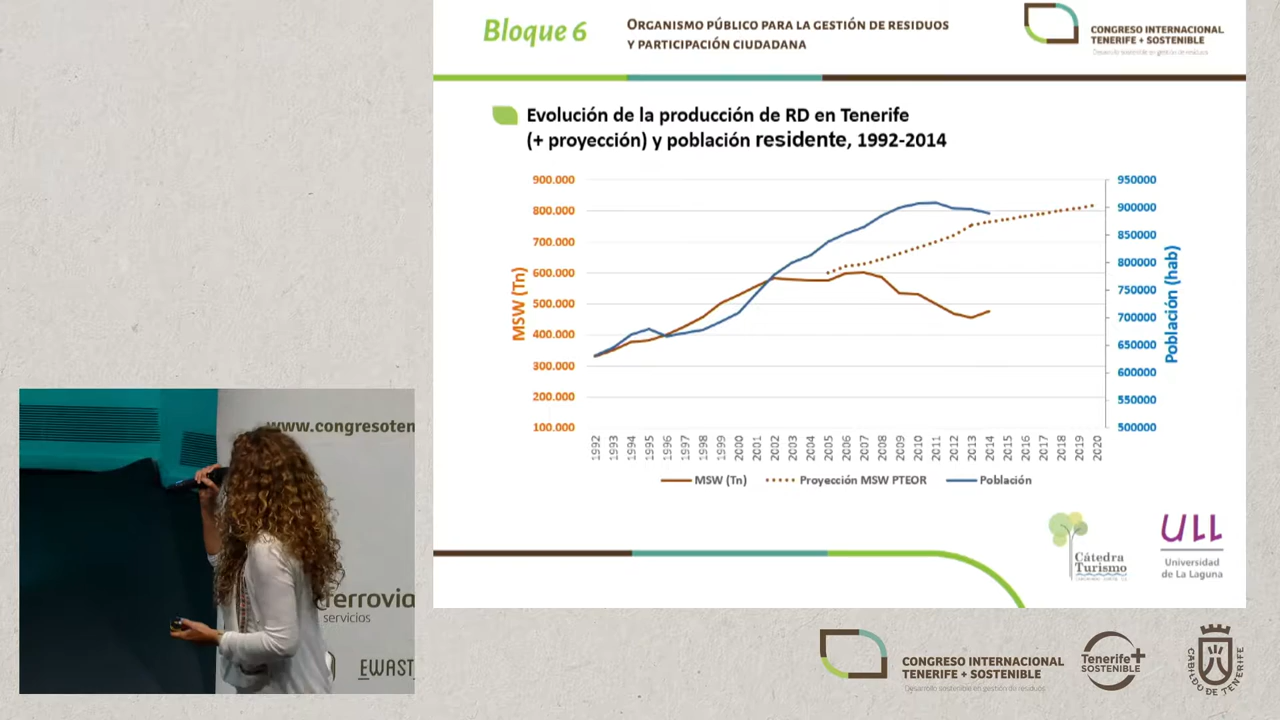 Bloque 6
ORGANISMO PÚBLICO PARA LA GESTIÓN DE RESIDUOS
Y PARTICIPACIÓN CIUDADANA
CONGRESO INTERNACIONAL
TENERIFE + SOSTENIBLE
Desarrollo sostenible en gestión de residuos
Evolución de la producción de RD en Tenerife
(+ proyección) y población residente, 1992-2014
MSW (Tn)
900.000
800.000
700.000
600.000
500.000
400.000
300.000
200.000
100.000
950000
900000
850000
800000
750000
700000
650000
600000
550000
500000
Población (hab)
1992 1993 1994 1995 1996 1997 1998 1999 2000 2001 2002 2003 2004 2005 2006 2007 2008 2009 2010 2011 2012 2013 2014 2015 2016 2017 2018 2019 2020
MSW (Tn) Proyección MSW PTEOR Población
Cátedra
Turismo
ULL
Universidad
de La Laguna
www.congresoten
ferrovia
servicios
EWAST
CONGRESO INTERNACIONAL
TENERIFE + SOSTENIBLE
Desarrollo sostenible en gestión de residuos
Tenerife+
SOSTENIBLE
CABILDO DE TENERIFE